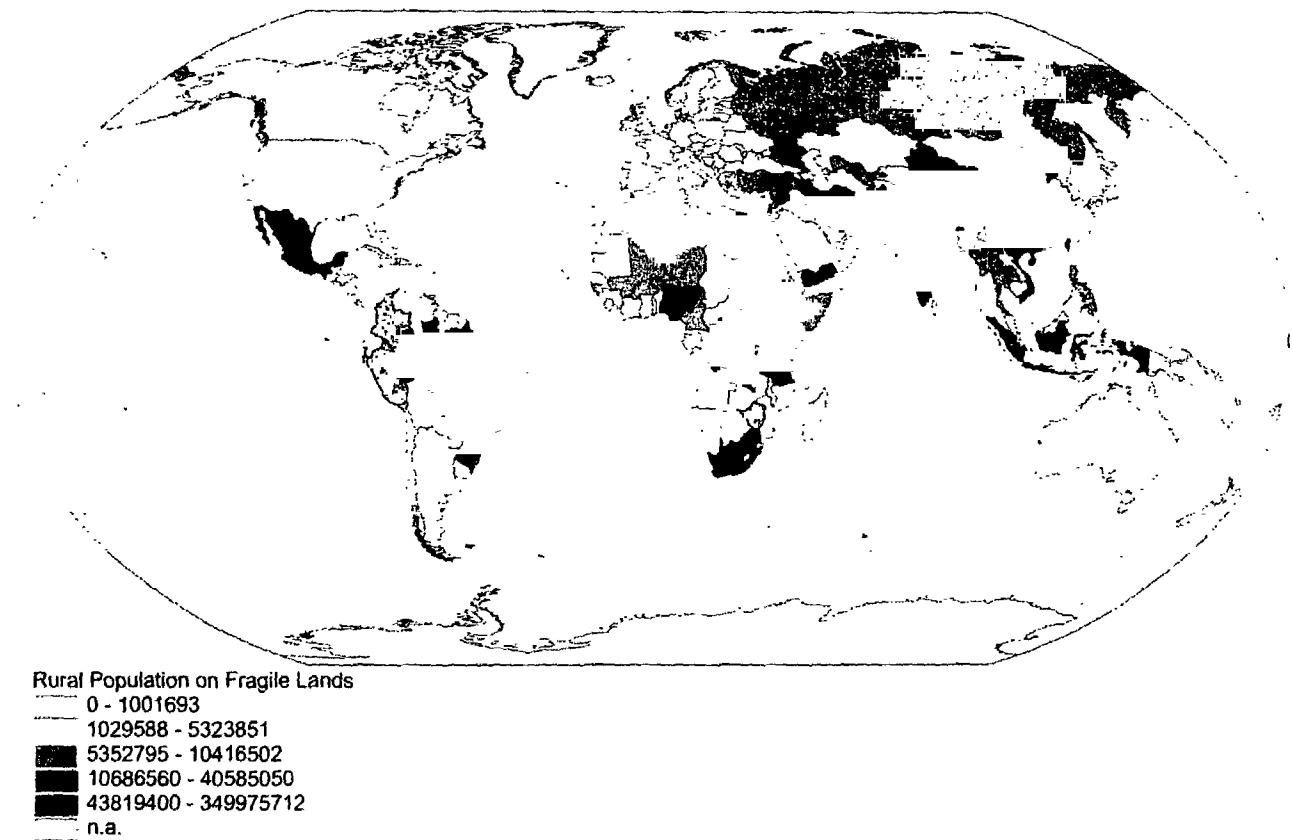 Rural Population on Fragile Lands
0 - 1001693
1029588 - 5323851
5352795 - 10416502
10686560 - 40585050
43819400 - 349975712
n.a.